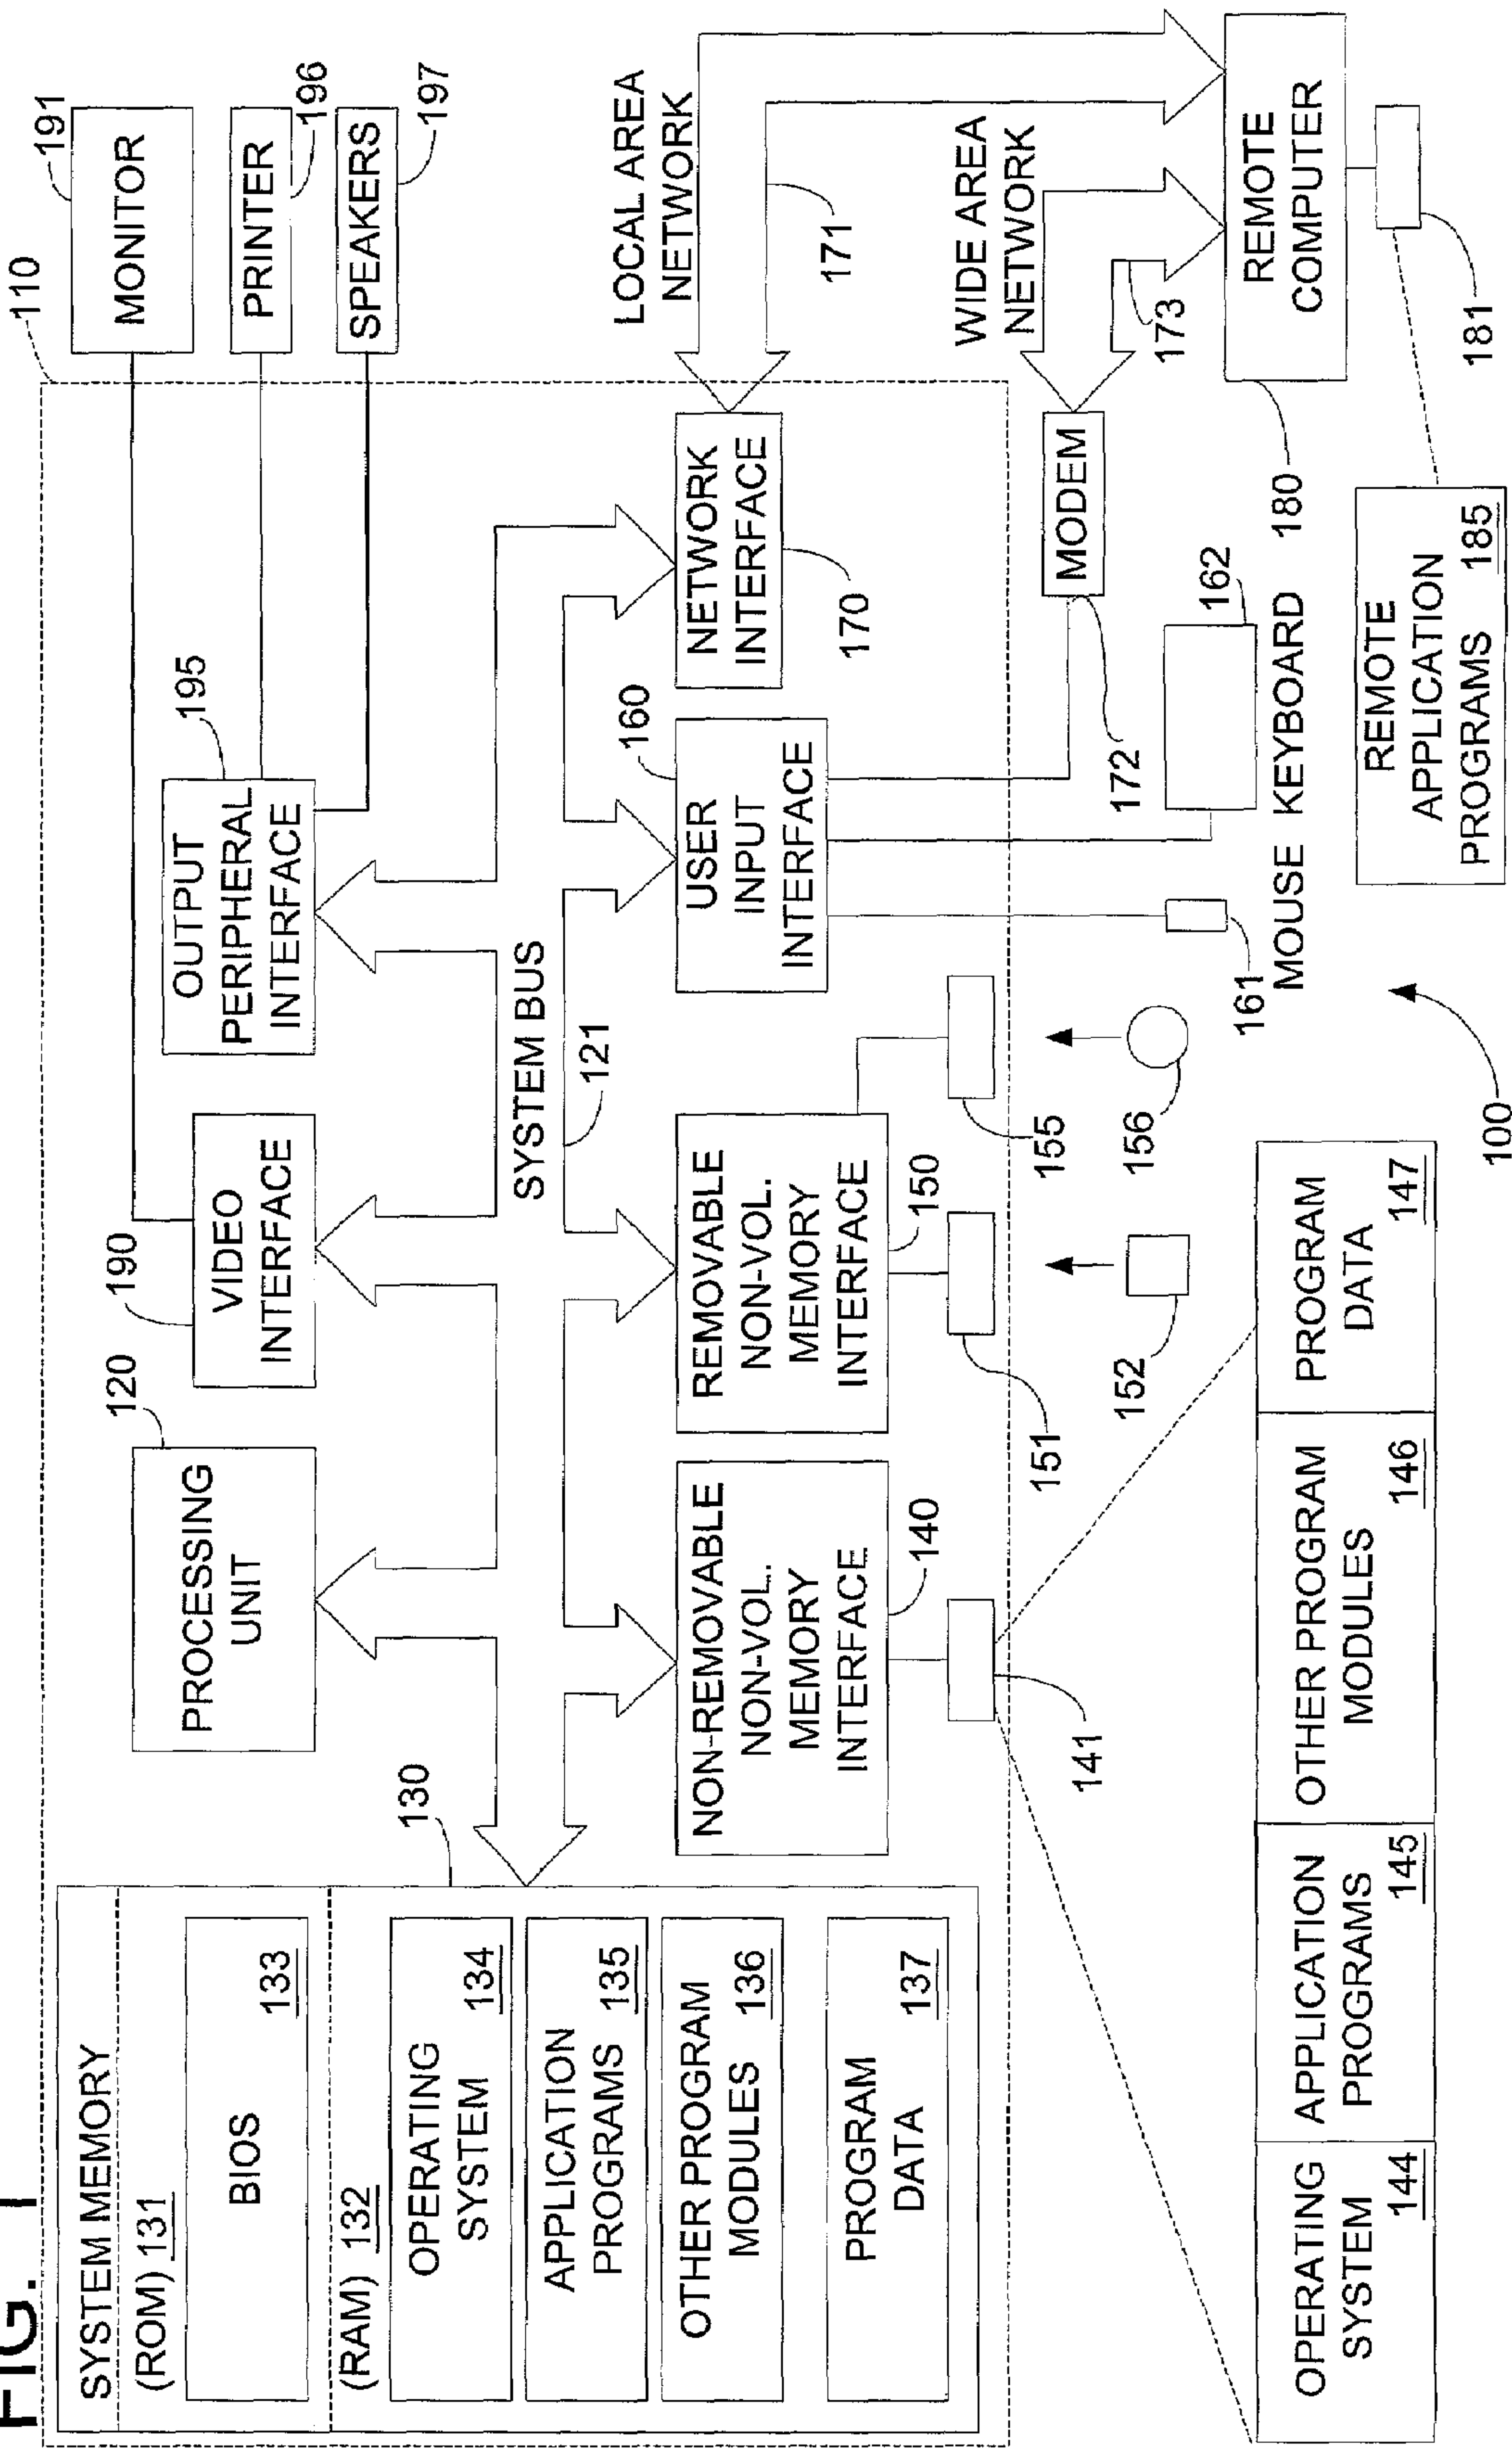 FIG. 1
110
SYSTEM MEMORY
(ROM) 131
BIOS
133
(RAM) 132
OPERATING
SYSTEM
134
APPLICATION
PROGRAMS
135
OTHER PROGRAM
MODULES
136
PROGRAM
DATA
137
130
PROCESSING
UNIT
120
VIDEO
INTERFACE
190
OUTPUT
PERIPHERAL
INTERFACE
195
MONITOR
191
PRINTER
196
SPEAKERS
197
SYSTEM BUS
121
NON-REMOVABLE
NON-VOL.
MEMORY
INTERFACE
140
REMOVABLE
NON-VOL.
MEMORY
INTERFACE
150
USER
INPUT
INTERFACE
160
NETWORK
INTERFACE
170
LOCAL AREA
NETWORK
171
WIDE AREA
NETWORK
173
MODEM
172
141
151
152
155
156
161
MOUSE
162
KEYBOARD
REMOTE
COMPUTER
180
181
REMOTE
APPLICATION
PROGRAMS
185
OPERATING
SYSTEM
144
APPLICATION
PROGRAMS
145
OTHER PROGRAM
MODULES
146
PROGRAM
DATA
147
100